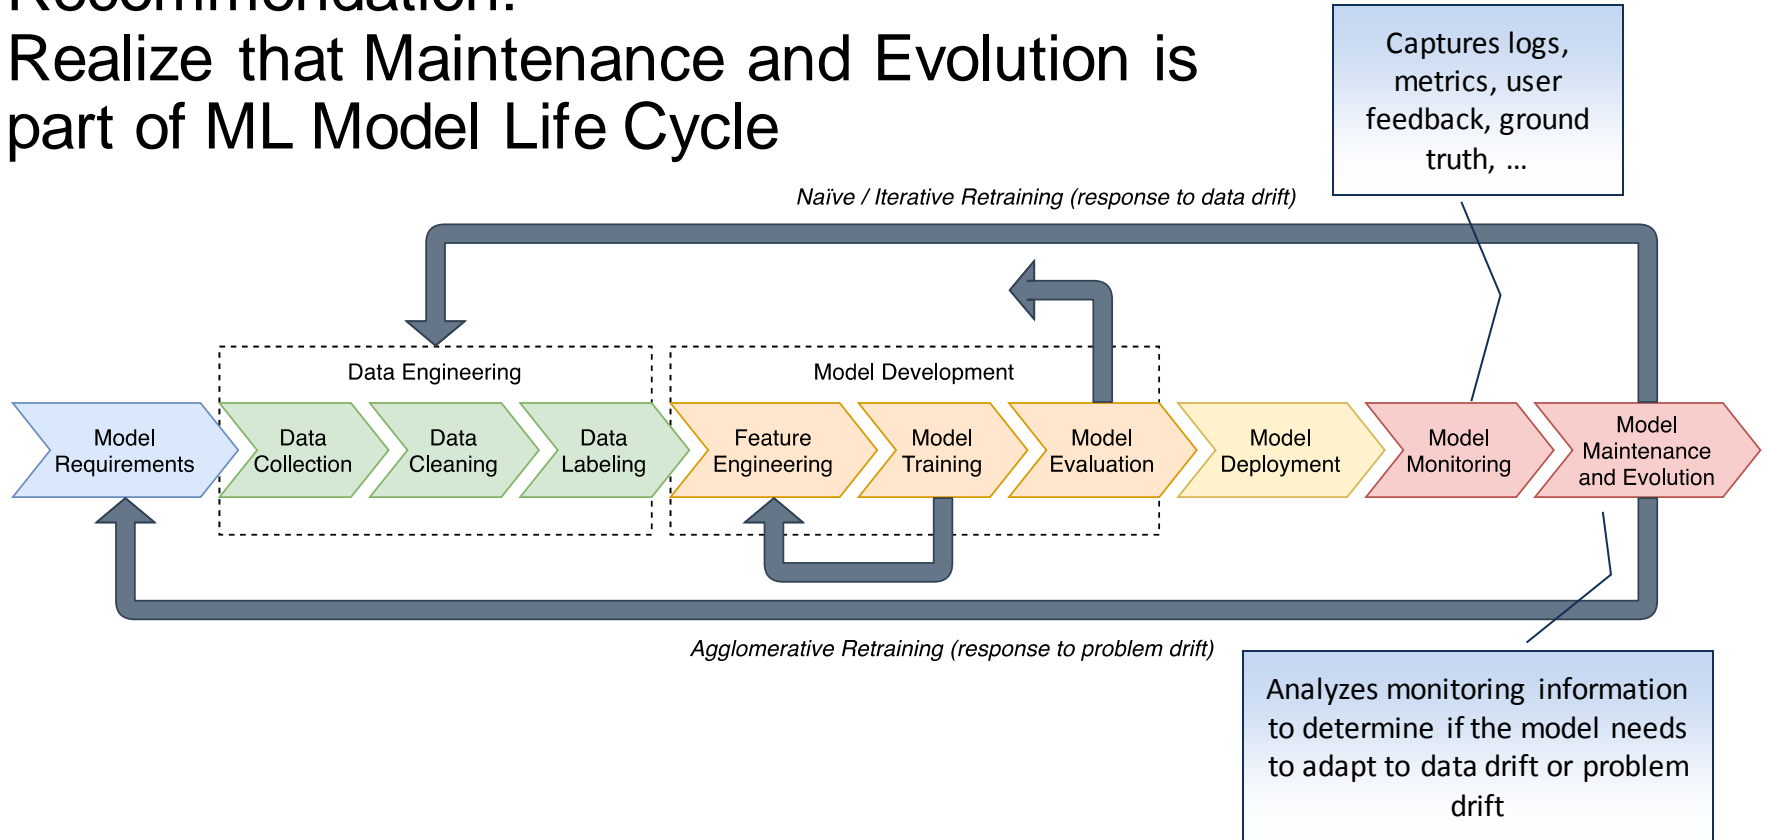 Recommendation:
Realize that Maintenance and Evolution is
part of ML Model Life Cycle
Captures logs,
metrics, user
feedback, ground
truth, ...
Naïve / Iterative Retraining (response to data drift)
Data Engineering
Model Development
Model
Requirements
Data
Collection
Data
Cleaning
Data
Labeling
Feature
Engineering
Model
Training
Model
Evaluation
Model
Deployment
Model
Monitoring
Model
Maintenance
and Evolution
Agglomerative Retraining (response to problem drift)
Analyzes monitoring information
to determine if the model needs
to adapt to data drift or problem
drift